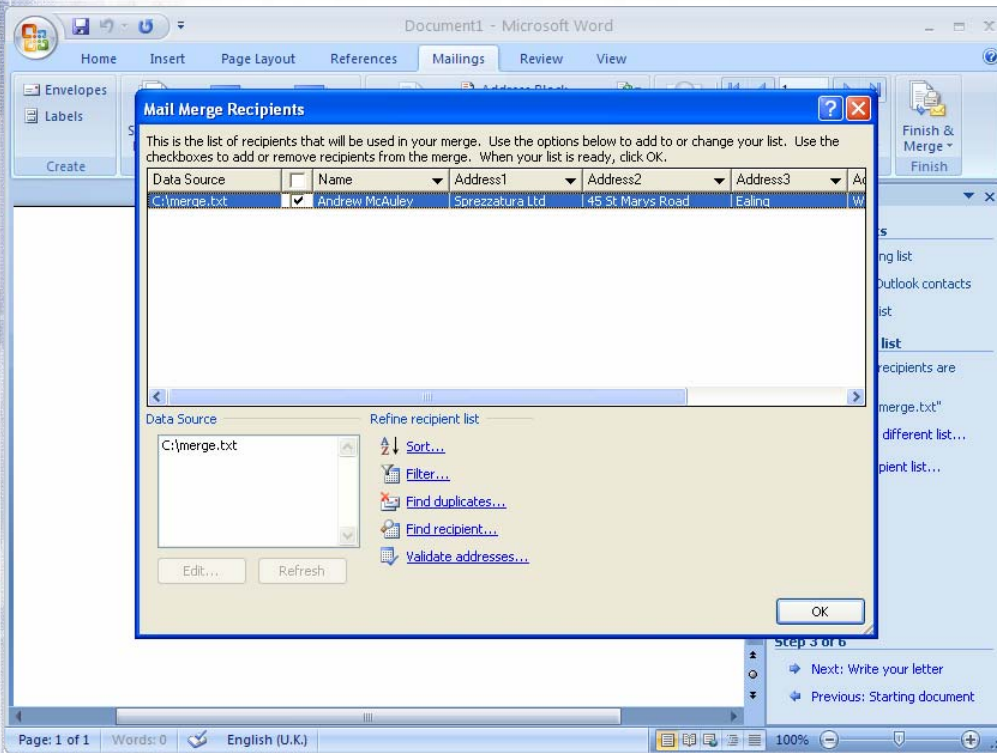 Document1 - Microsoft Word
Home Insert Page Layout References Mailings Review View
Envelopes
Labels
Create
Finish &
Merge
Finish
Mail Merge Recipients
This is the list of recipients that will be used in your merge. Use the options below to add to or change your list. Use the
checkboxes to add or remove recipients from the merge. When your list is ready, click OK.
Data Source Name Address1 Address2 Address3 Ad
C:\merge.txt Andrew McAuley Sprezzatura Ltd 45 St Marys Road Ealing W
Data Source
C:\merge.txt
Edit... Refresh
Refine recipient list
Sort...
Filter...
Find duplicates...
Find recipient...
Validate addresses...
OK
ng list
Outlook contacts
ist
list
recipients are
merge.txt"
different list...
pient list...
Step 3 of 6
Next: Write your letter
Previous: Starting document
Page: 1 of 1 Words: 0 English (U.K.) 100%